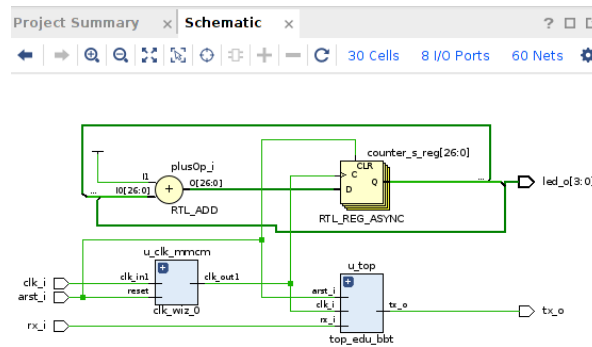 Project Summary × Schematic ×
?
30 Cells 8 I/O Ports 60 Nets
counter_s_reg[26:0]
plusOp_i
CLR
I1
O[26:0]
C
... I0[26:0]
+
D
Q
...
led_o[3:0]
RTL_ADD
RTL_REG_ASYNC
u_clk_mmcm
u_top
clk_i
clk_in1
clk_out1
arst_i
reset
arst_i
clk_i
tx_o
tx_o
clk_wiz_0
rx_i
rx_i
top_edu_bbt